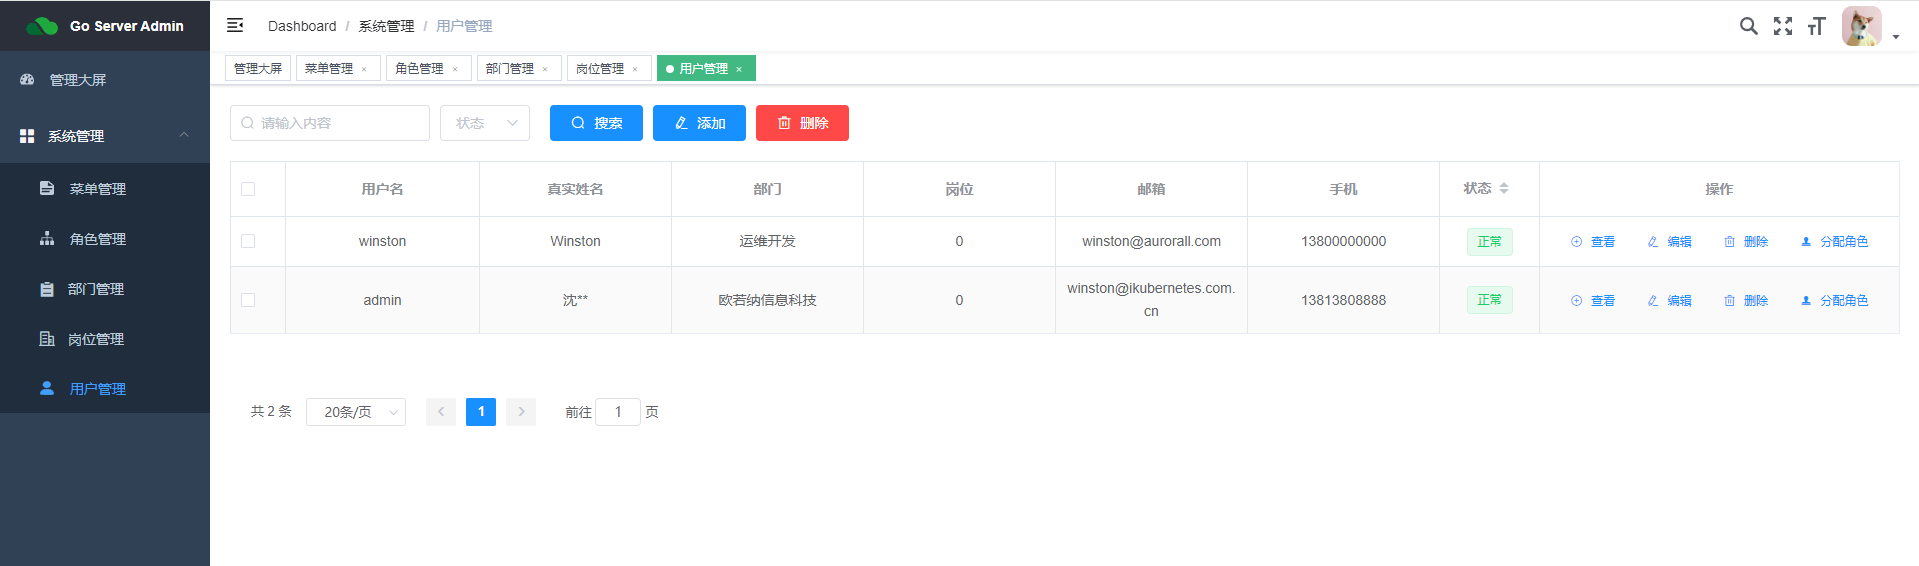 Go Server Admin
Dashboard / 系统管理 / 用户管理
管理大屏
系统管理
菜单管理
角色管理
部门管理
岗位管理
用户管理
管理大屏 菜单管理 × 角色管理 × 部门管理 × 岗位管理 × 用户管理 ×
请输入内容 状态 搜索 添加 删除
用户名 真实姓名 部门 岗位 邮箱 手机 状态 操作
winston Winston 运维开发 0 winston@aurorall.com 13800000000 正常 查看 编辑 删除 分配角色
admin 沈** 欧若纳信息科技 0 winston@ikubernetes.com.
cn 13813808888 正常 查看 编辑 删除 分配角色
共 2 条 20条/页 1 前往 1 页